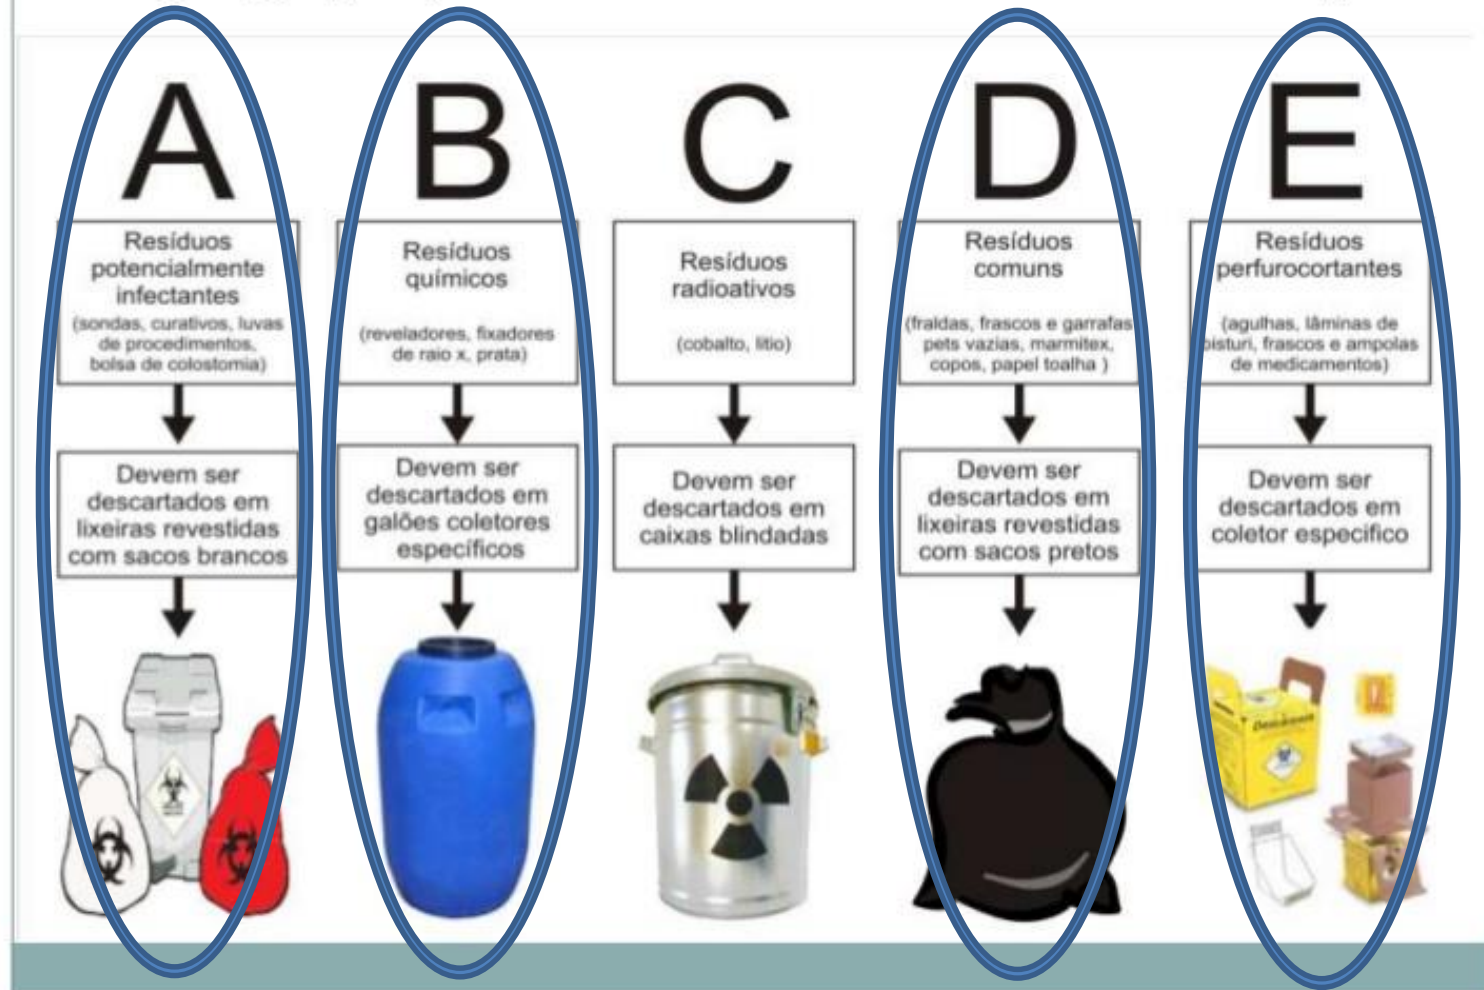 A
B
C
D
E
Resíduos
potencialmente
infectantes
(sondas, curativos, luvas
de procedimentos,
bolsa de colostomia)
Resíduos
químicos
(reveladores, fixadores
de raio x, prata)
Resíduos
radioativos
(cobalto, lítio)
Resíduos
comuns
(fraldas, frascos e garrafas
pets vazias, marmitex,
copos, papel toalha )
Resíduos
perfurocortantes
(agulhas, lâminas de
bisturi, frascos e ampolas
de medicamentos)
Devem ser
descartados em
lixeiras revestidas
com sacos brancos
Devem ser
descartados em
galões coletores
específicos
Devem ser
descartados em
caixas blindadas
Devem ser
descartados em
lixeiras revestidas
com sacos pretos
Devem ser
descartados em
coletor especifico